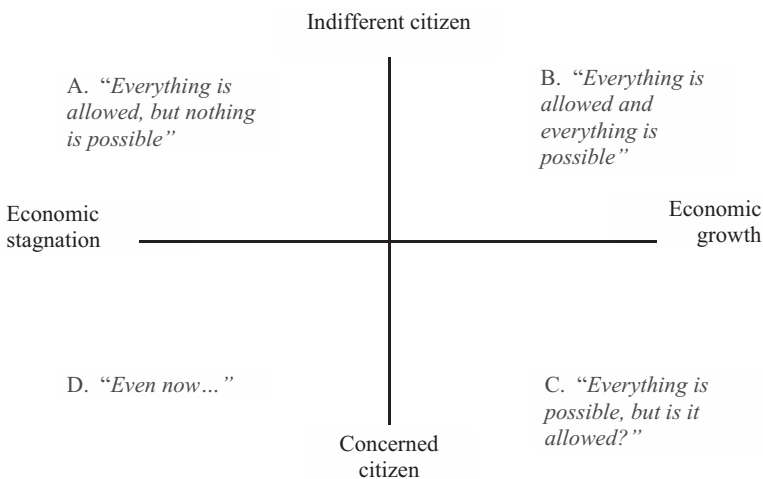 Indifferent citizen
A. “Everything is
allowed, but nothing
is possible”
B. “Everything is
allowed and
everything is
possible”
Economic
stagnation
Economic
growth
D. “Even now…”
C. “Everything is
possible, but is it
allowed?”
Concerned
citizen